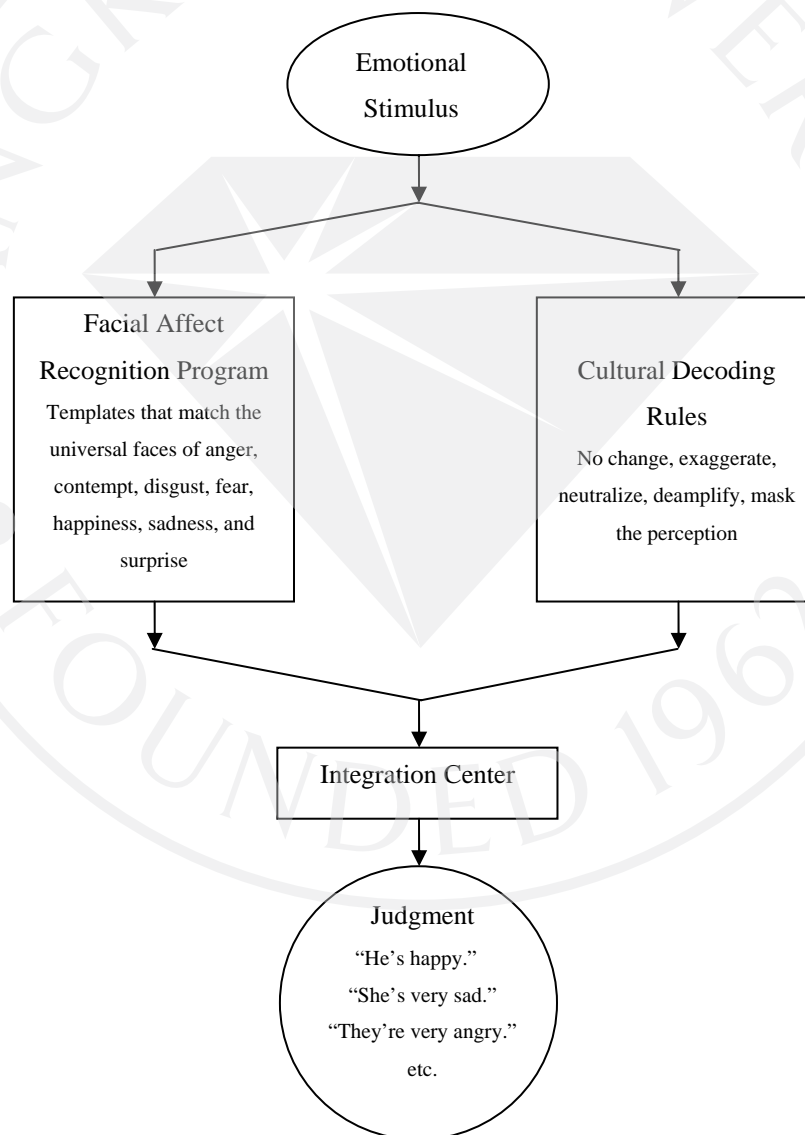 Emotional
Stimulus
Facial Affect
Recognition Program
Templates that match the
universal faces of anger,
contempt, disgust, fear,
happiness, sadness, and
surprise
Cultural Decoding
Rules
No change, exaggerate,
neutralize, deamplify, mask
the perception
Integration Center
Judgment
“He’s happy.”
“She’s very sad.”
“They’re very angry.”
etc.
FOUNDED 1962